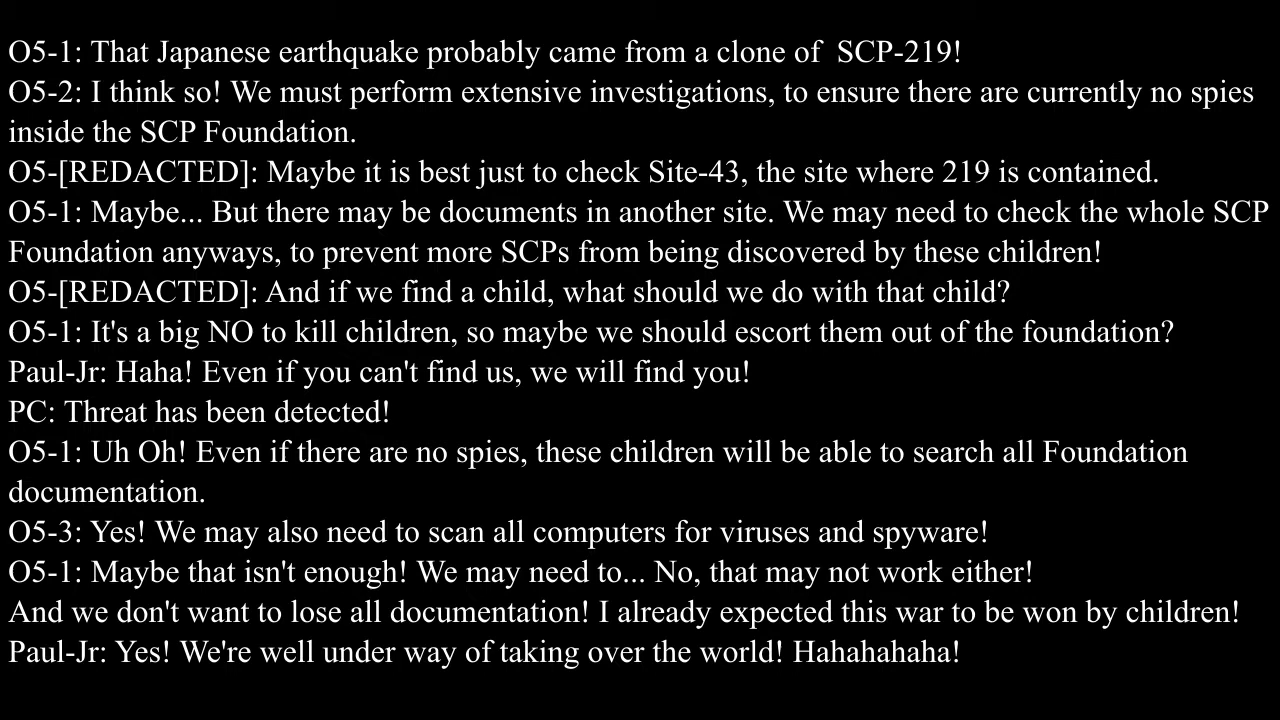 O5-1: That Japanese earthquake probably came from a clone of  SCP-219!
O5-2: I think so! We must perform extensive investigations, to ensure there are currently no spies
inside the SCP Foundation.
O5-[REDACTED]: Maybe it is best just to check Site-43, the site where 219 is contained.
O5-1: Maybe... But there may be documents in another site. We may need to check the whole SCP
Foundation anyways, to prevent more SCPs from being discovered by these children!
O5-[REDACTED]: And if we find a child, what should we do with that child?
O5-1: It's a big NO to kill children, so maybe we should escort them out of the foundation?
Paul-Jr: Haha! Even if you can't find us, we will find you!
PC: Threat has been detected!
O5-1: Uh Oh! Even if there are no spies, these children will be able to search all Foundation
documentation.
O5-3: Yes! We may also need to scan all computers for viruses and spyware!
O5-1: Maybe that isn't enough! We may need to... No, that may not work either!
And we don't want to lose all documentation! I already expected this war to be won by children!
Paul-Jr: Yes! We're well under way of taking over the world! Hahahahaha!